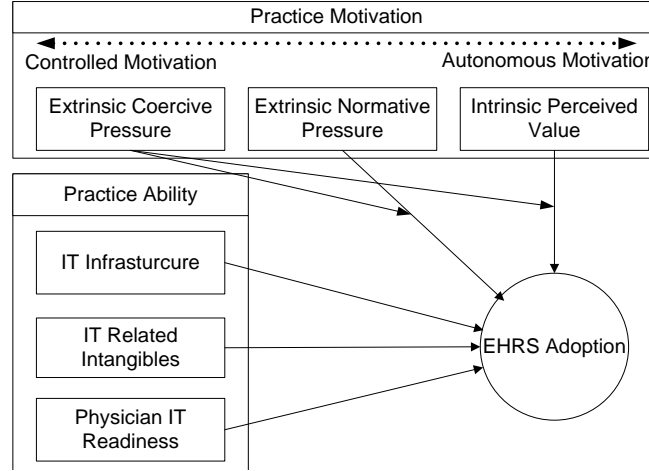 Practice Motivation
Controlled Motivation
Autonomous Motivation
Extrinsic Coercive
Pressure
Extrinsic Normative
Pressure
Intrinsic Perceived
Value
Practice Ability
IT Infrasturcure
IT Related
Intangibles
Physician IT
Readiness
EHRS Adoption